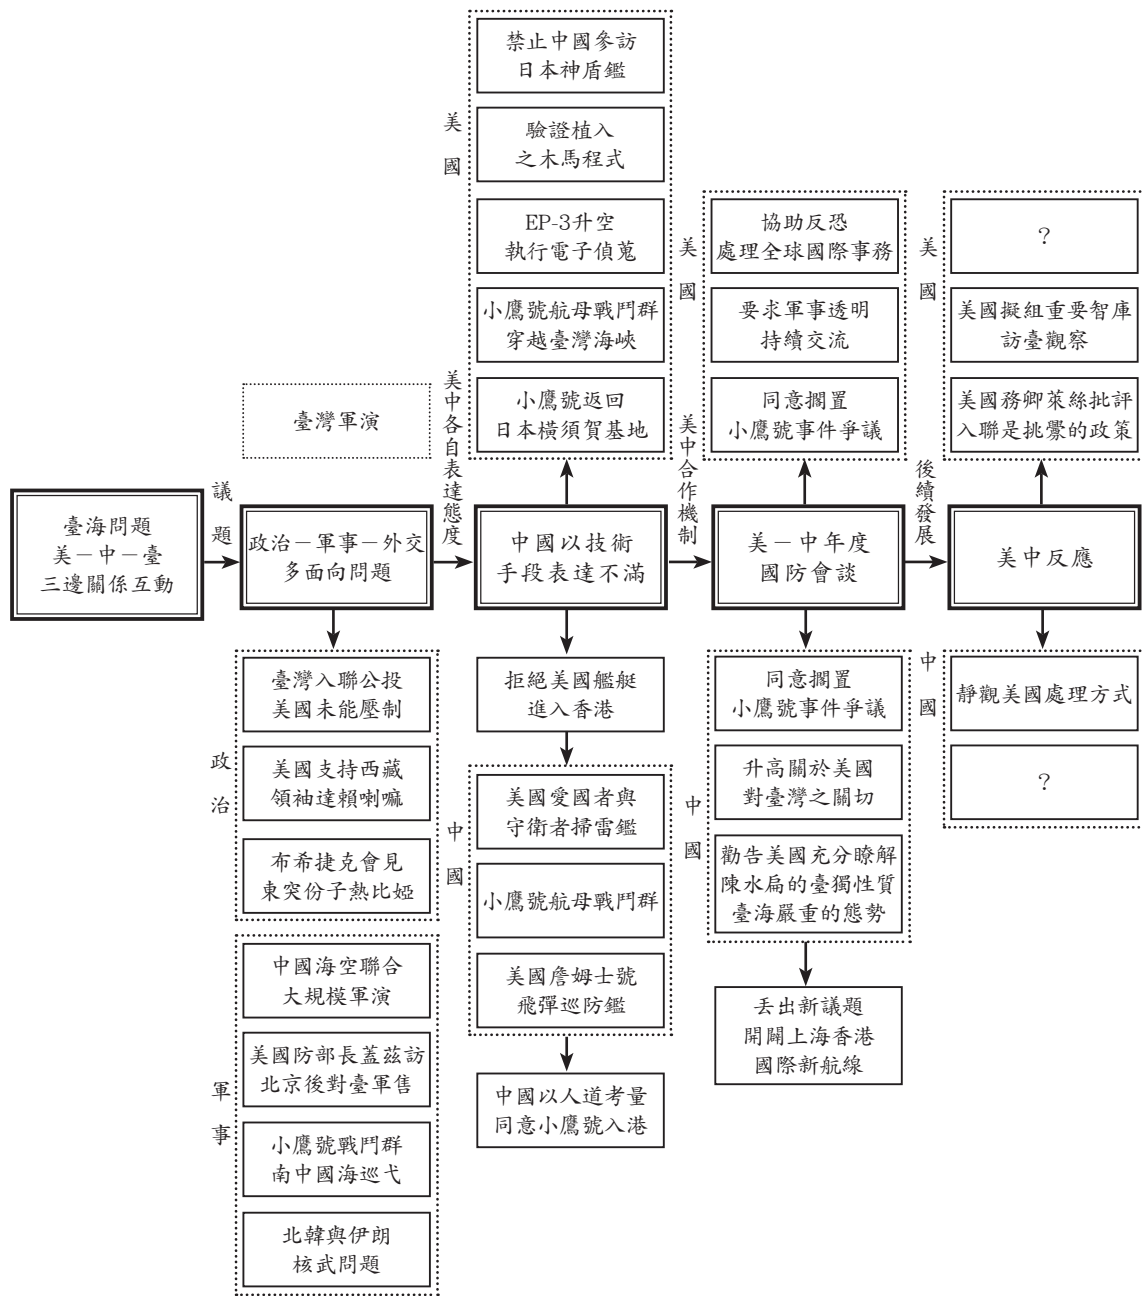 禁止中國參訪
日本神盾鑑
驗證植入
之木馬程式
EP-3升空
執行電子偵蒐
小鷹號航母戰鬥群
穿越臺灣海峽
小鷹號返回
日本橫須賀基地
美國
協助反恐
處理全球國際事務
要求軍事透明
持續交流
同意擱置
小鷹號事件爭議
美國
?
美國擬組重要智庫
訪臺觀察
美國務卿萊絲批評
入聯是挑釁的政策
美國
臺灣軍演
臺海問題
美－中－臺
三邊關係互動
議題
政治－軍事－外交
多面向問題
美中各自表達態度
中國以技術
手段表達不滿
美中合作機制
美－中年度
國防會談
後續發展
美中反應
政治
臺灣入聯公投
美國未能壓制
美國支持西藏
領袖達賴喇嘛
布希捷克會見
東突份子熱比婭
軍事
中國海空聯合
大規模軍演
美國防部長蓋茲訪
北京後對臺軍售
小鷹號戰鬥群
南中國海巡弋
北韓與伊朗
核武問題
拒絕美國艦艇
進入香港
中國
美國愛國者與
守衛者掃雷鑑
小鷹號航母戰鬥群
美國詹姆士號
飛彈巡防鑑
中國以人道考量
同意小鷹號入港
中國
同意擱置
小鷹號事件爭議
升高關於美國
對臺灣之關切
勸告美國充分瞭解
陳水扁的臺獨性質
臺海嚴重的態勢
丟出新議題
開闢上海香港
國際新航線
中國
靜觀美國處理方式
?